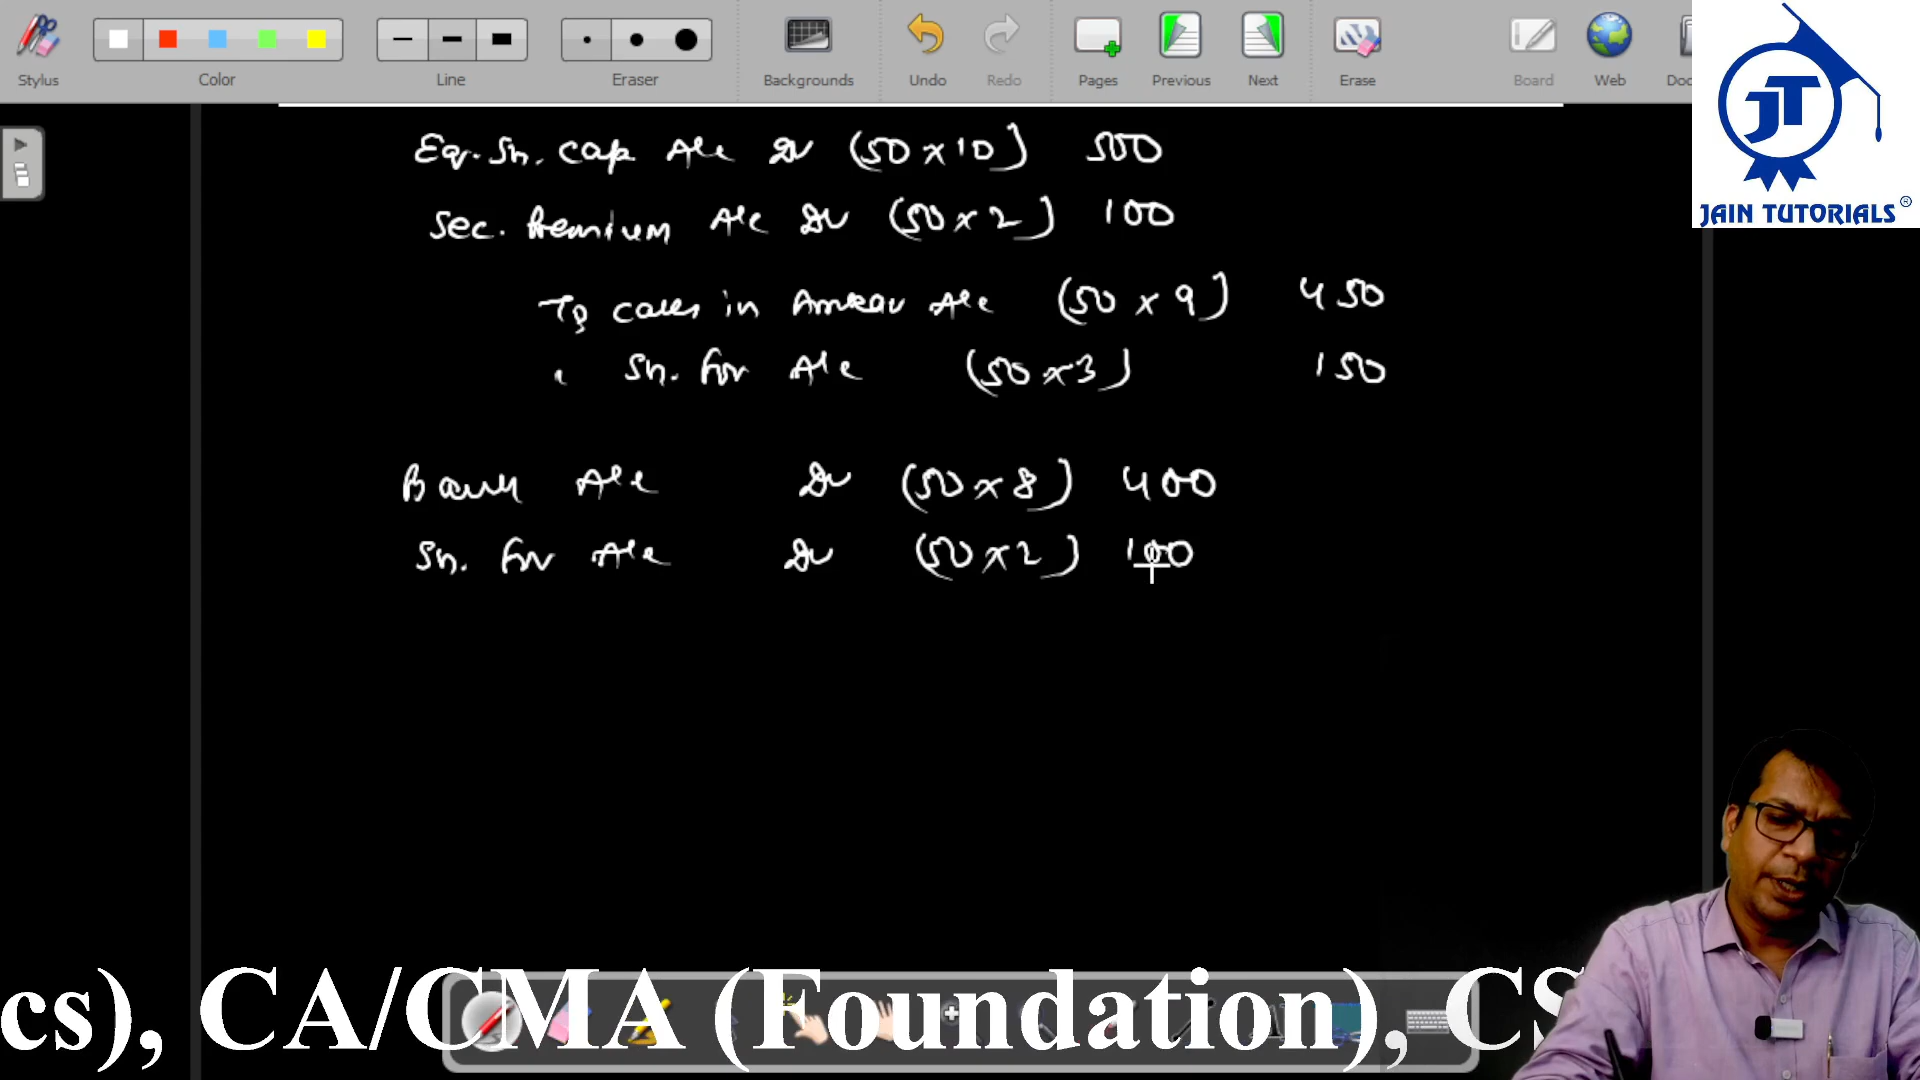 Stylus Color Line Eraser Backgrounds Undo Redo Pages Previous Next Erase Board Web Doc
JT
JAIN TUTORIALS ®
Eq. Sh. Cap A/c Dr (50 x 10) 500
Sec. Premium A/c Dr (50 x 2) 100
To calls in Arrear A/c (50 x 9) 450
" Sh. For A/c (50 x 3) 150
Bank A/c Dr (50 x 8) 400
Sh. For A/c Dr (50 x 2) 100
cs), CA/CMA (Foundation), CS